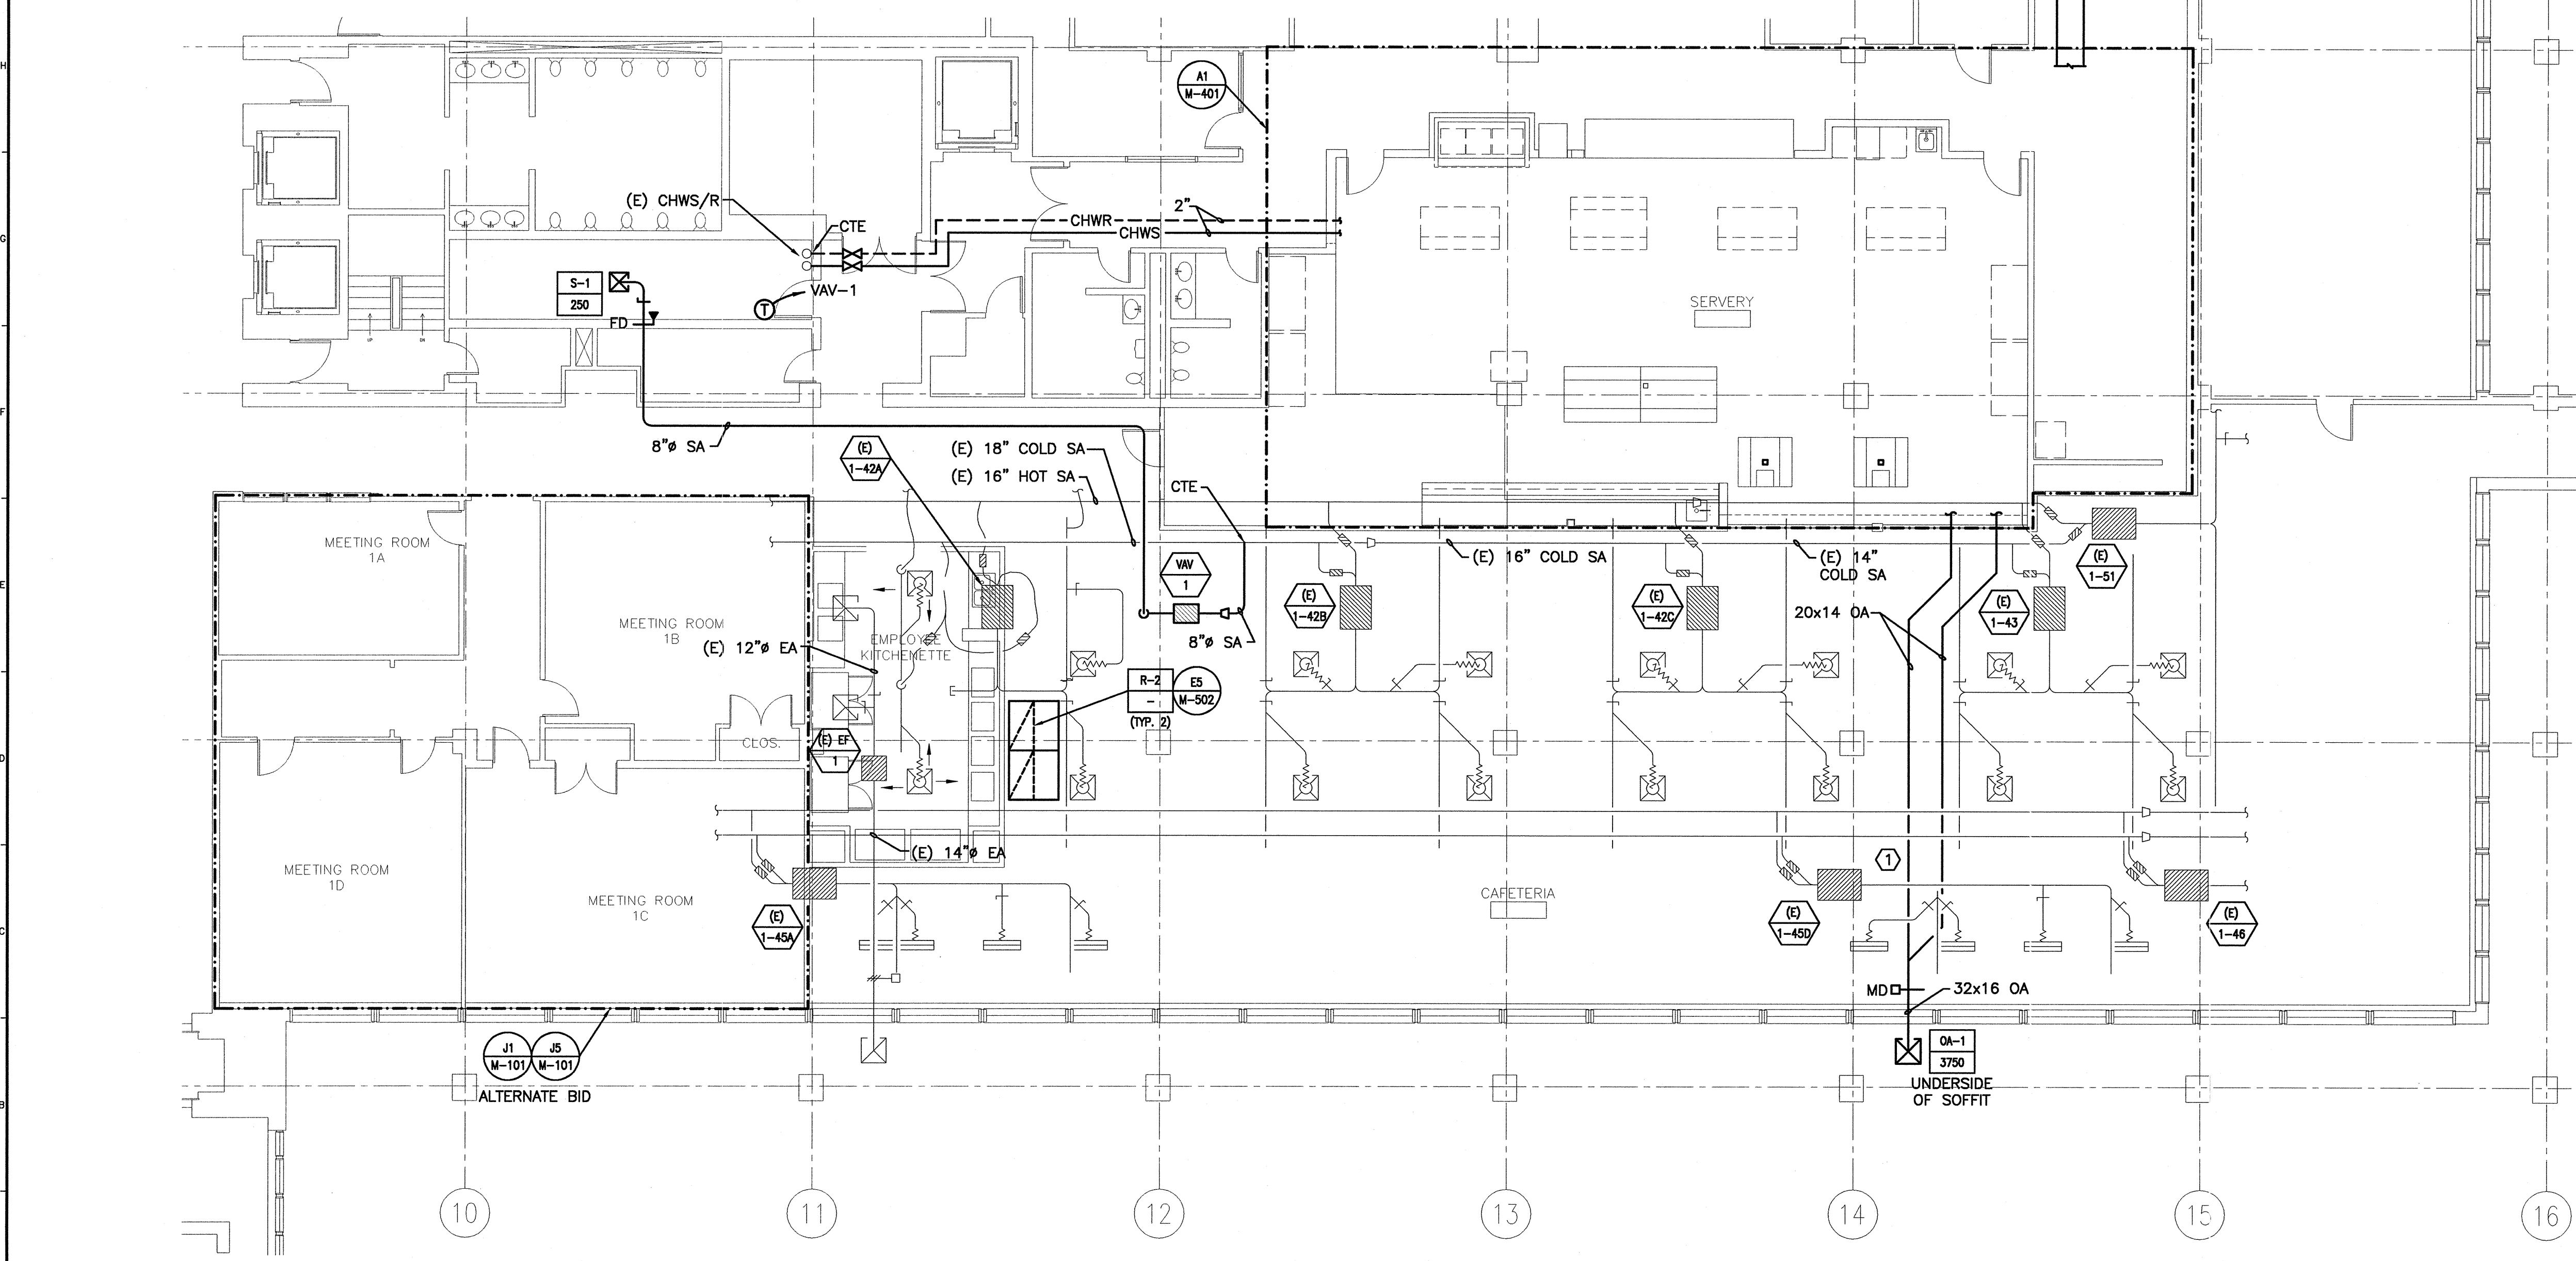 H
G
F
E
D
C
B
A1
M-401
(E) CHWS/R
CTE
CHWR
CHWS
2"
S-1
250
FD
T
VAV-1
UP
DN
SERVERY
8"ø SA
(E)
1-42A
(E) 18" COLD SA
(E) 16" HOT SA
CTE
MEETING ROOM
1A
MEETING ROOM
1B
VAV
1
8"ø SA
(E)
1-42B
(E) 16" COLD SA
(E)
1-42C
(E) 14"
COLD SA
(E)
1-43
(E)
1-51
20x14 OA
EMPLOYEE
KITCHENETTE
(E) 12"ø EA
R-2
-
(TYP. 2)
E5
M-502
CLOS.
(E) EF
1
(E) 14"ø EA
MEETING ROOM
1D
MEETING ROOM
1C
(E)
1-45A
CAFETERIA
1
(E)
1-45D
(E)
1-46
MD
32x16 OA
J1
M-101
J5
M-101
ALTERNATE BID
OA-1
3750
UNDERSIDE
OF SOFFIT
10
11
12
13
14
15
16